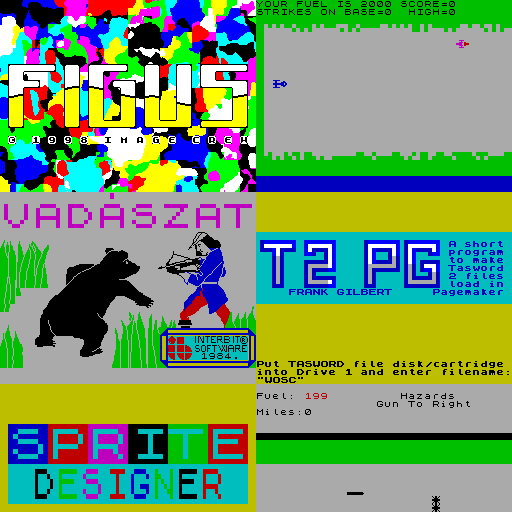 FIGUS
© 1998 IMAGE CREW
YOUR FUEL IS 2000 SCORE=0
STRIKES ON BASE=0 HIGH=0
VADÁSZAT
INTERBIT©
SOFTWARE
1984.
T2 PG
FRANK GILBERT
A short
program
to make
Tasword
2 files
load in
Pagemaker
Put TASWORD file disk/cartridge
into Drive 1 and enter filename:
"WOSC"
SPRITE
DESIGNER
Fuel: 199
Miles:0
Hazards
Gun To Right